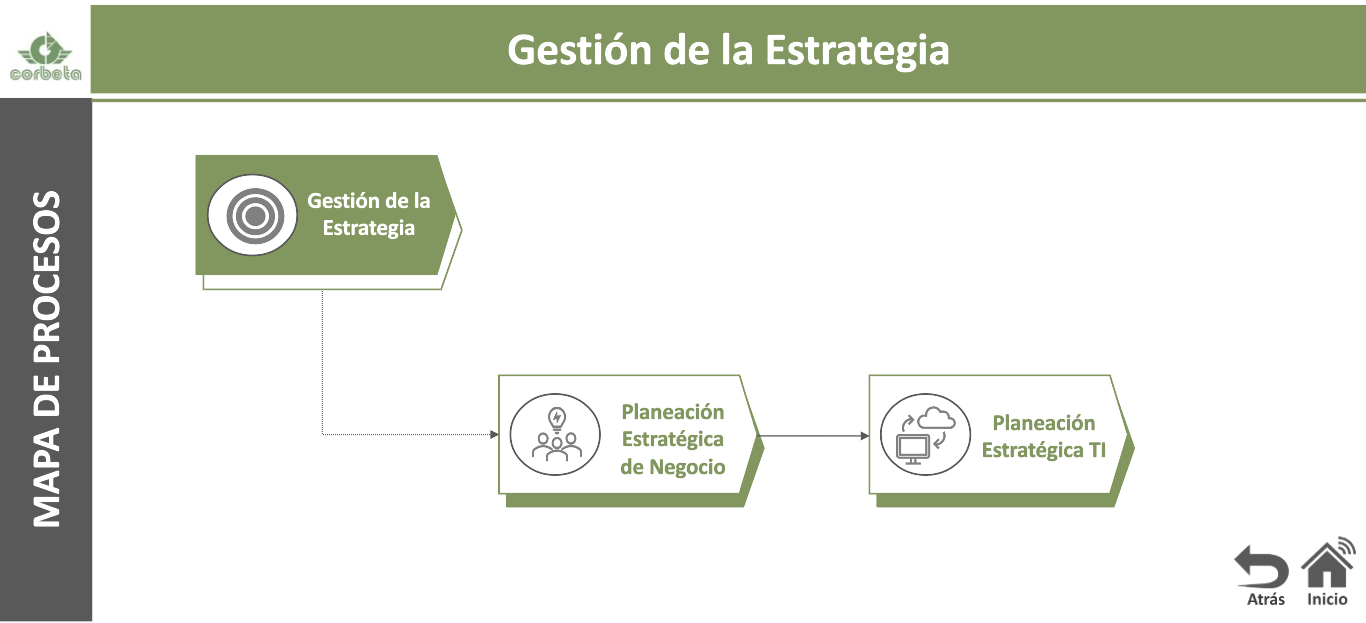 corbeta
Gestión de la Estrategia
MAPA DE PROCESOS
Gestión de la
Estrategia
Planeación
Estratégica
de Negocio
Planeación
Estratégica TI
Atrás
Inicio